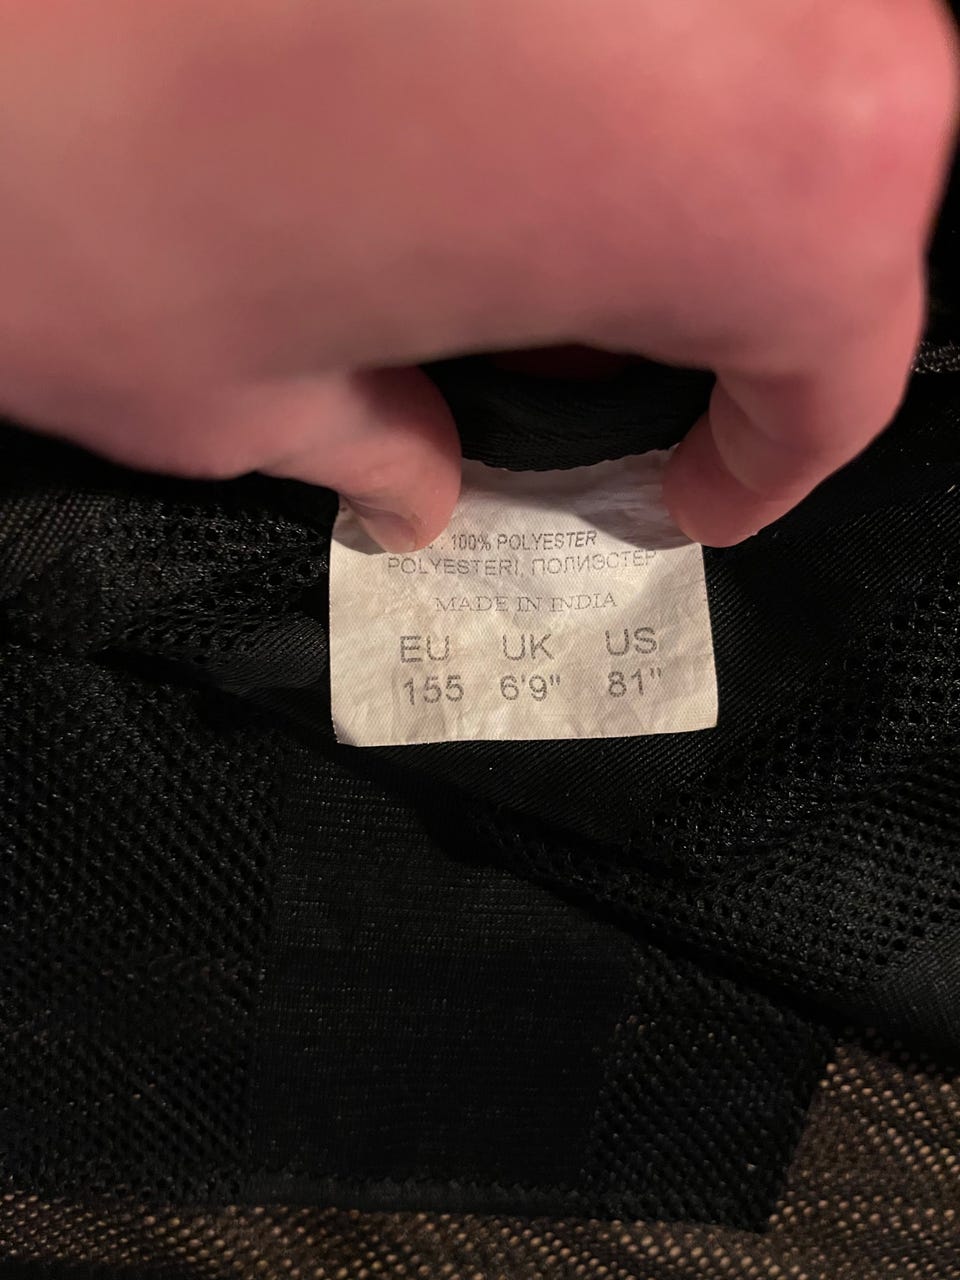 100% POLYESTER
POLYESTERI, ПОЛИЭСТЕР
MADE IN INDIA
EU UK US
155 6'9" 81"